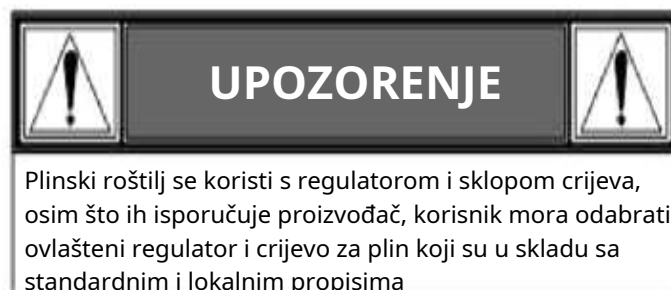 UPOZORENJE
Plinski roštilj se koristi s regulatorom i sklopom crijeva,
osim što ih isporučuje proizvođač, korisnik mora odabrati
ovlašteni regulator i crijevo za plin koji su u skladu sa
standardnim i lokalnim propisima